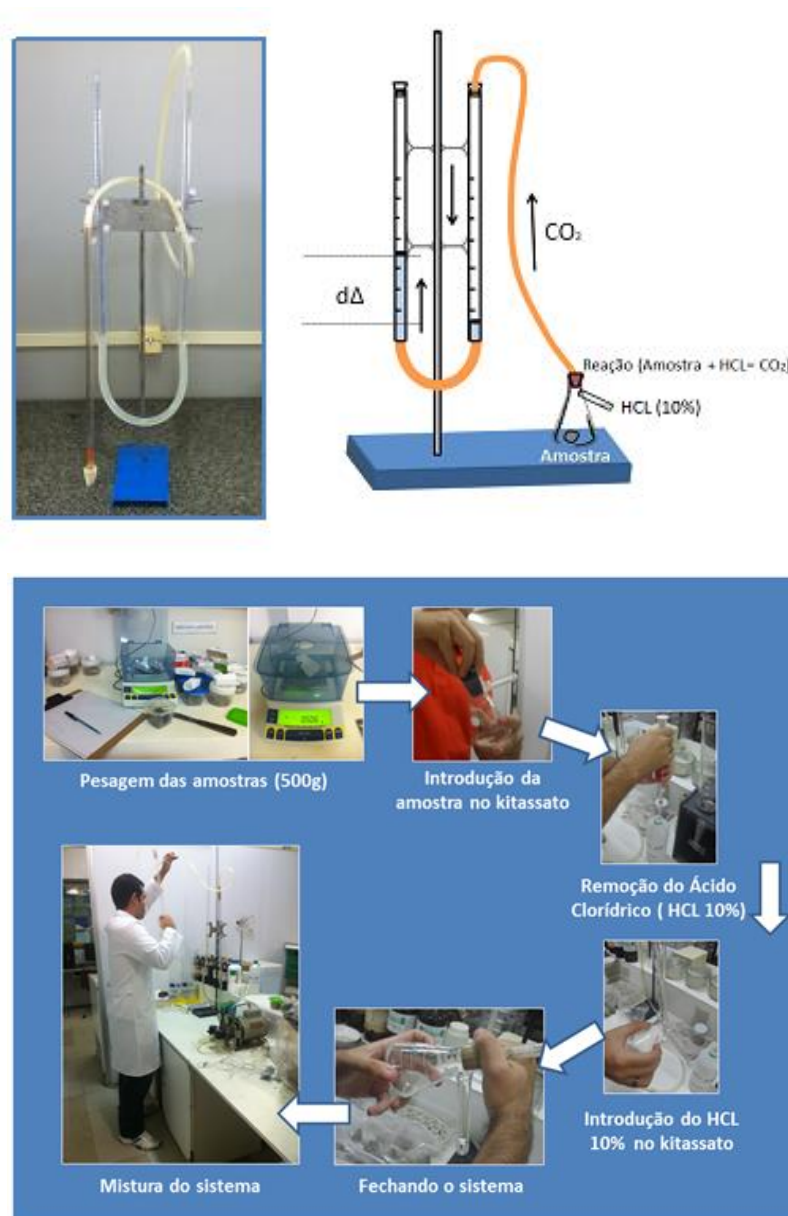 CO₂
dΔ
Reação (Amostra + HCL= CO₂)
HCL (10%)
Amostra
Pesagem das amostras (500g)
Introdução da
amostra no kitassato
Remoção do Ácido
Clorídrico ( HCL 10%)
Introdução do HCL
10% no kitassato
Fechando o sistema
Mistura do sistema